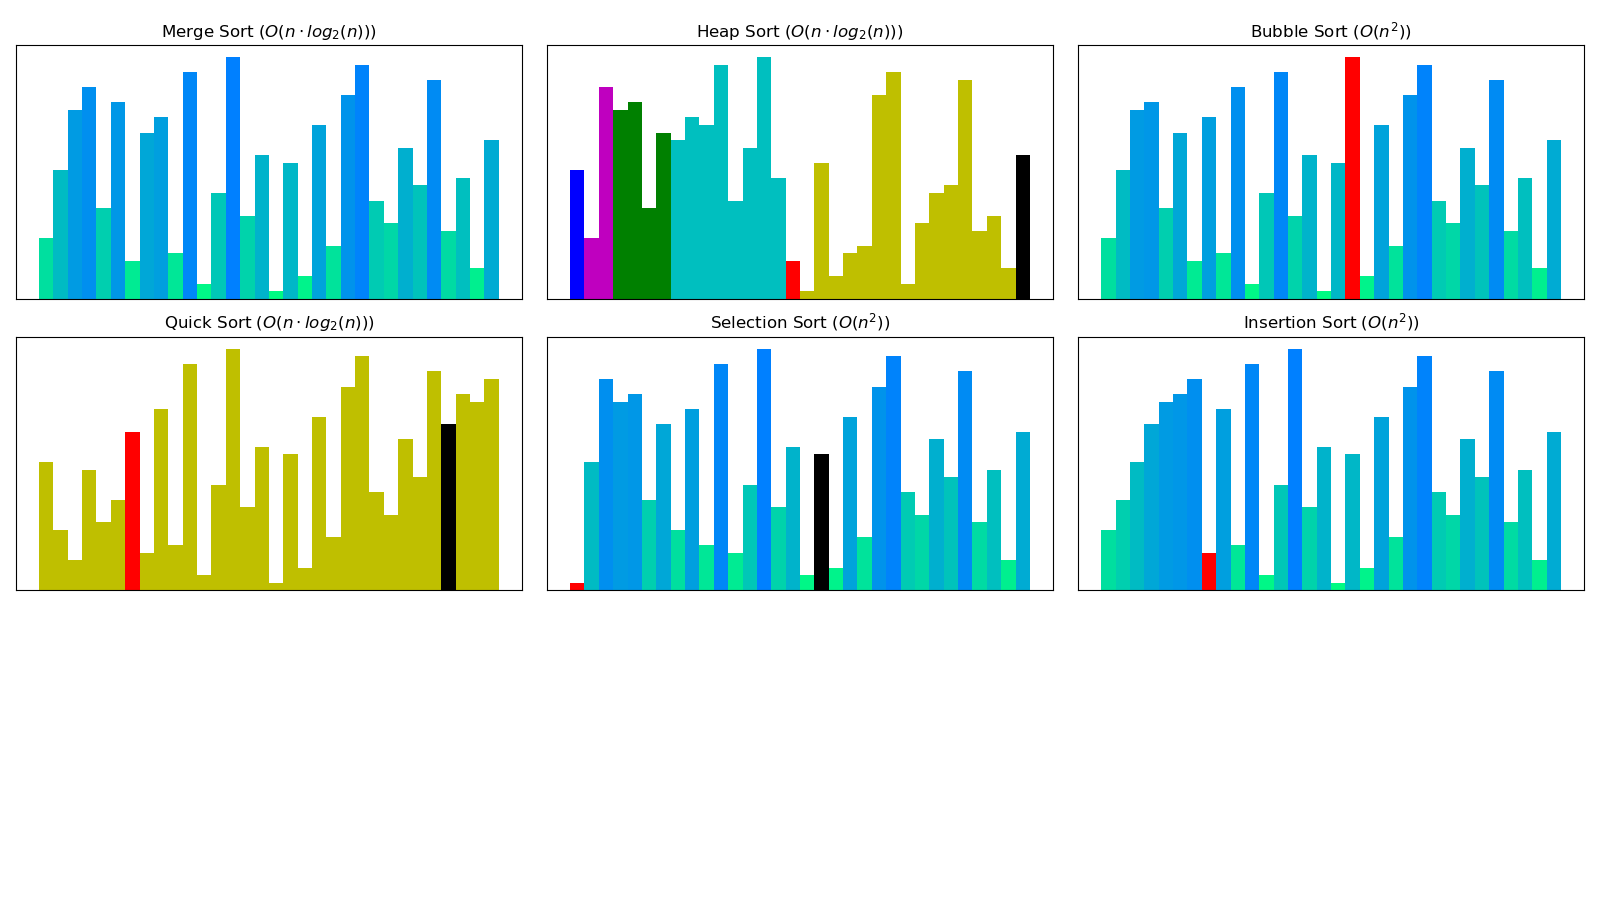 Merge Sort (O(n · log₂(n)))
Heap Sort (O(n · log₂(n)))
Bubble Sort (O(n²))
Quick Sort (O(n · log₂(n)))
Selection Sort (O(n²))
Insertion Sort (O(n²))